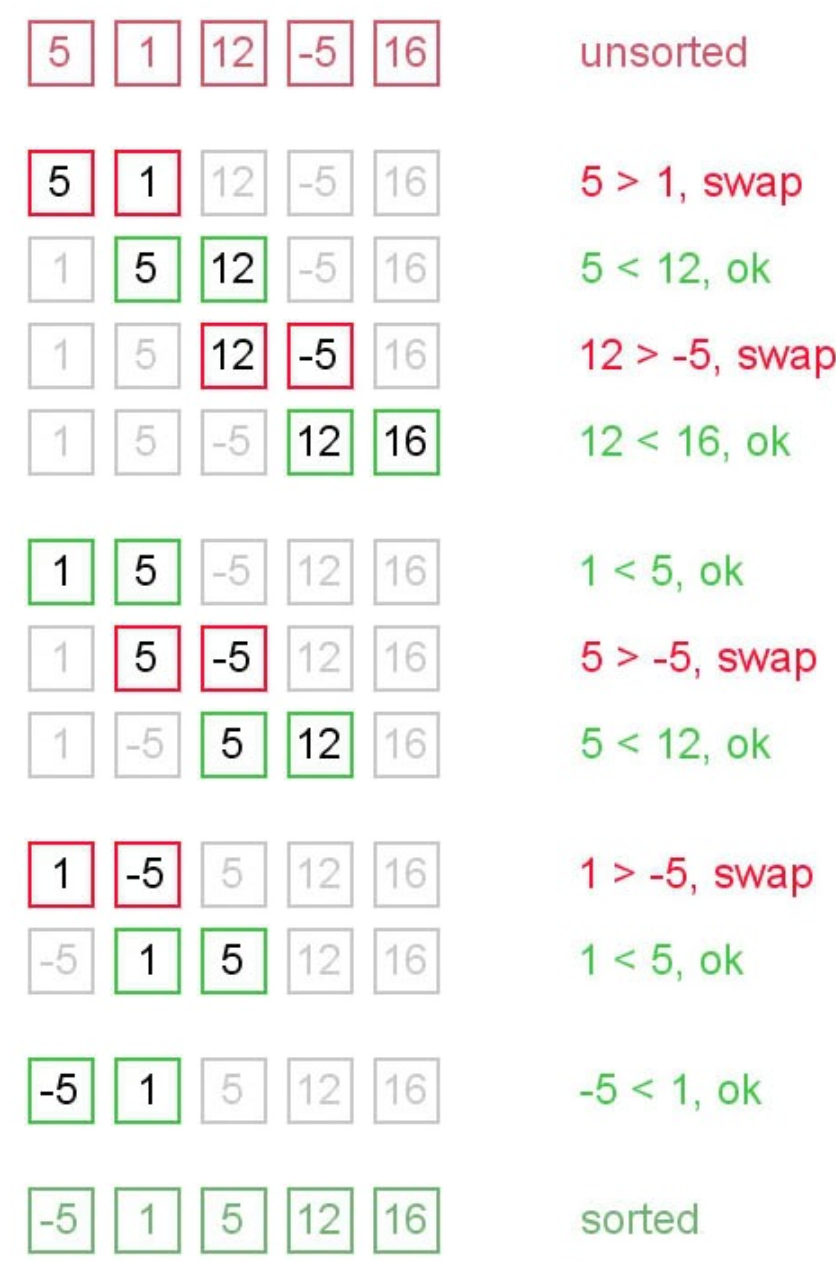 5 1 12 -5 16 unsorted
5 1 12 -5 16 5 > 1, swap
1 5 12 -5 16 5 < 12, ok
1 5 12 -5 16 12 > -5, swap
1 5 -5 12 16 12 < 16, ok
1 5 -5 12 16 1 < 5, ok
1 5 -5 12 16 5 > -5, swap
1 -5 5 12 16 5 < 12, ok
1 -5 5 12 16 1 > -5, swap
-5 1 5 12 16 1 < 5, ok
-5 1 5 12 16 -5 < 1, ok
-5 1 5 12 16 sorted